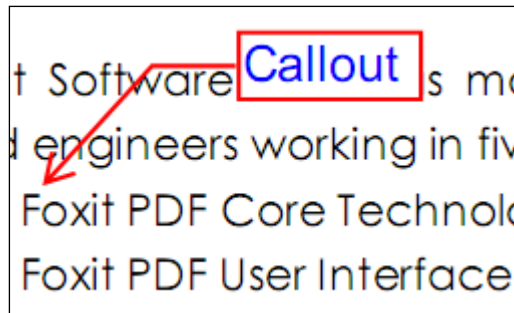 t Software Callout s mo
d engineers working in fiv
Foxit PDF Core Technolo
Foxit PDF User Interface